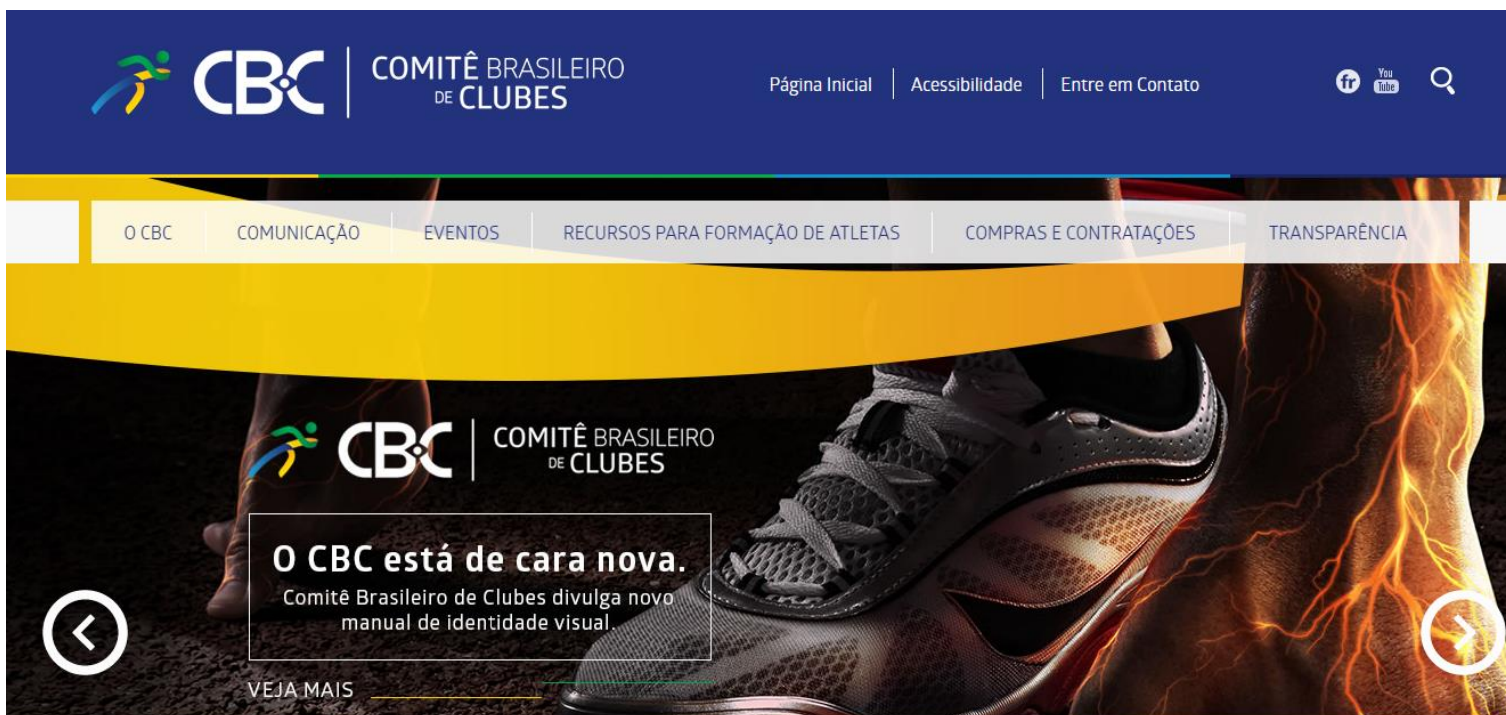 CBC
COMITÊ BRASILEIRO
DE CLUBES
Página Inicial
Acessibilidade
Entre em Contato
fr
You
Tube
O CBC
COMUNICAÇÃO
EVENTOS
RECURSOS PARA FORMAÇÃO DE ATLETAS
COMPRAS E CONTRATAÇÕES
TRANSPARÊNCIA
CBC
COMITÊ BRASILEIRO
DE CLUBES
O CBC está de cara nova.
Comitê Brasileiro de Clubes divulga novo
manual de identidade visual.
VEJA MAIS